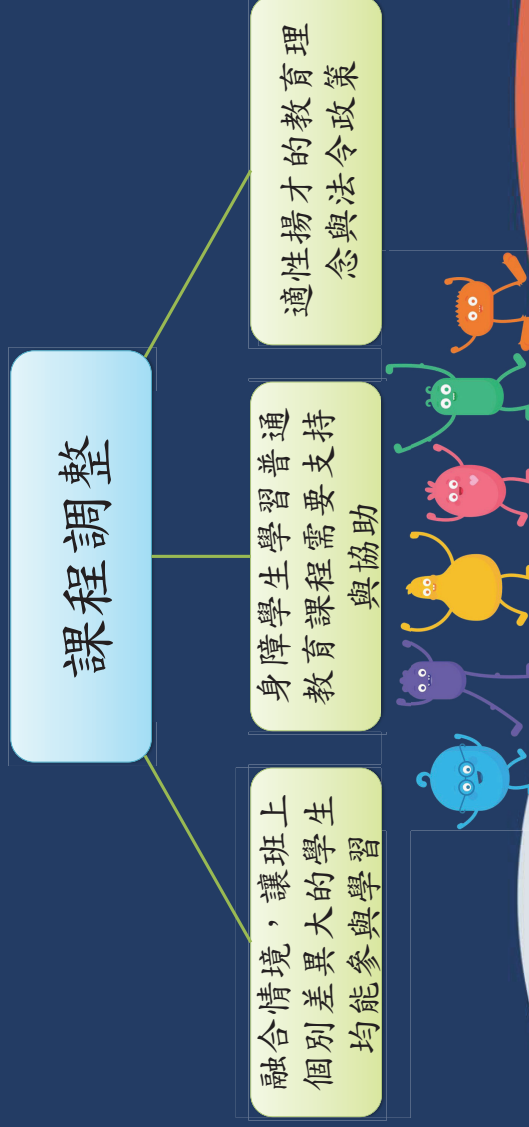 課程調整
融合情境，讓班上
個別差異大的學生
均能參與學習
身障學生學習普通
教育課程需要支持
與協助
適性揚才的教育理
念與法令政策